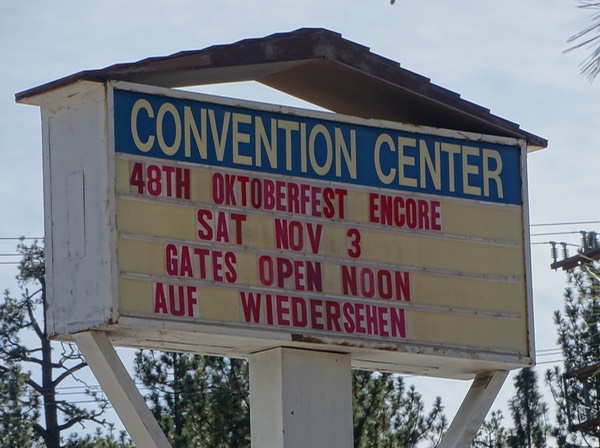 CONVENTION CENTER
48TH OKTOBERFEST ENCORE
SAT NOV 3
GATES OPEN NOON
AUF WIEDERSEHEN